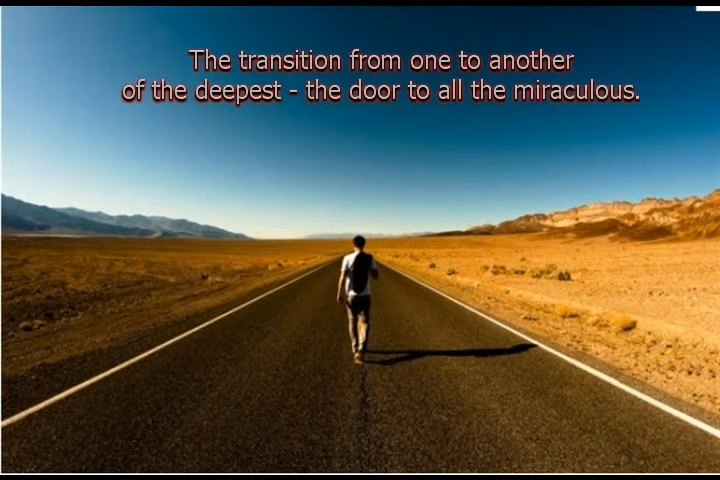 The transition from one to another
of the deepest - the door to all the miraculous.